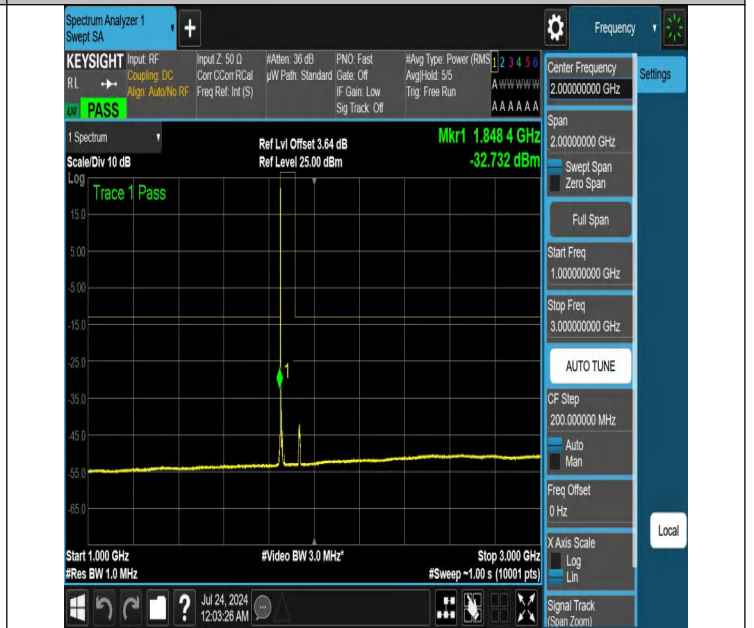 Spectrum Analyzer 1
Swept SA
+
Frequency
KEYSIGHT
RL
PASS
Input: RF
Coupling: DC
Align: Auto/No RF
Input Z: 50 Ω
Corr CCorr RCal
Freq Ref: Int (S)
#Atten: 36 dB
µW Path: Standard
PNO: Fast
Gate: Off
IF Gain: Low
Sig Track: Off
#Avg Type: Power (RMS
Avg|Hold: 5/5
Trig: Free Run
1 2 3 4 5 6
A W W W W W
A A A A A A
1 Spectrum
Scale/Div 10 dB
Ref Lvl Offset 3.64 dB
Ref Level 25.00 dBm
Mkr1 1.848 4 GHz
-32.732 dBm
Log
Trace 1 Pass
15.0
5.00
-5.00
-15.0
-25.0
-35.0
-45.0
-55.0
-65.0
1
Start 1.000 GHz
#Res BW 1.0 MHz
#Video BW 3.0 MHz*
Stop 3.000 GHz
#Sweep ~1.00 s (10001 pts)
Jul 24, 2024
12:03:26 AM
?
Center Frequency
2.000000000 GHz
Settings
Span
2.00000000 GHz
Swept Span
Zero Span
Full Span
Start Freq
1.000000000 GHz
Stop Freq
3.000000000 GHz
AUTO TUNE
CF Step
200.000000 MHz
Auto
Man
Freq Offset
0 Hz
X Axis Scale
Log
Lin
Local
Signal Track
(Span Zoom)